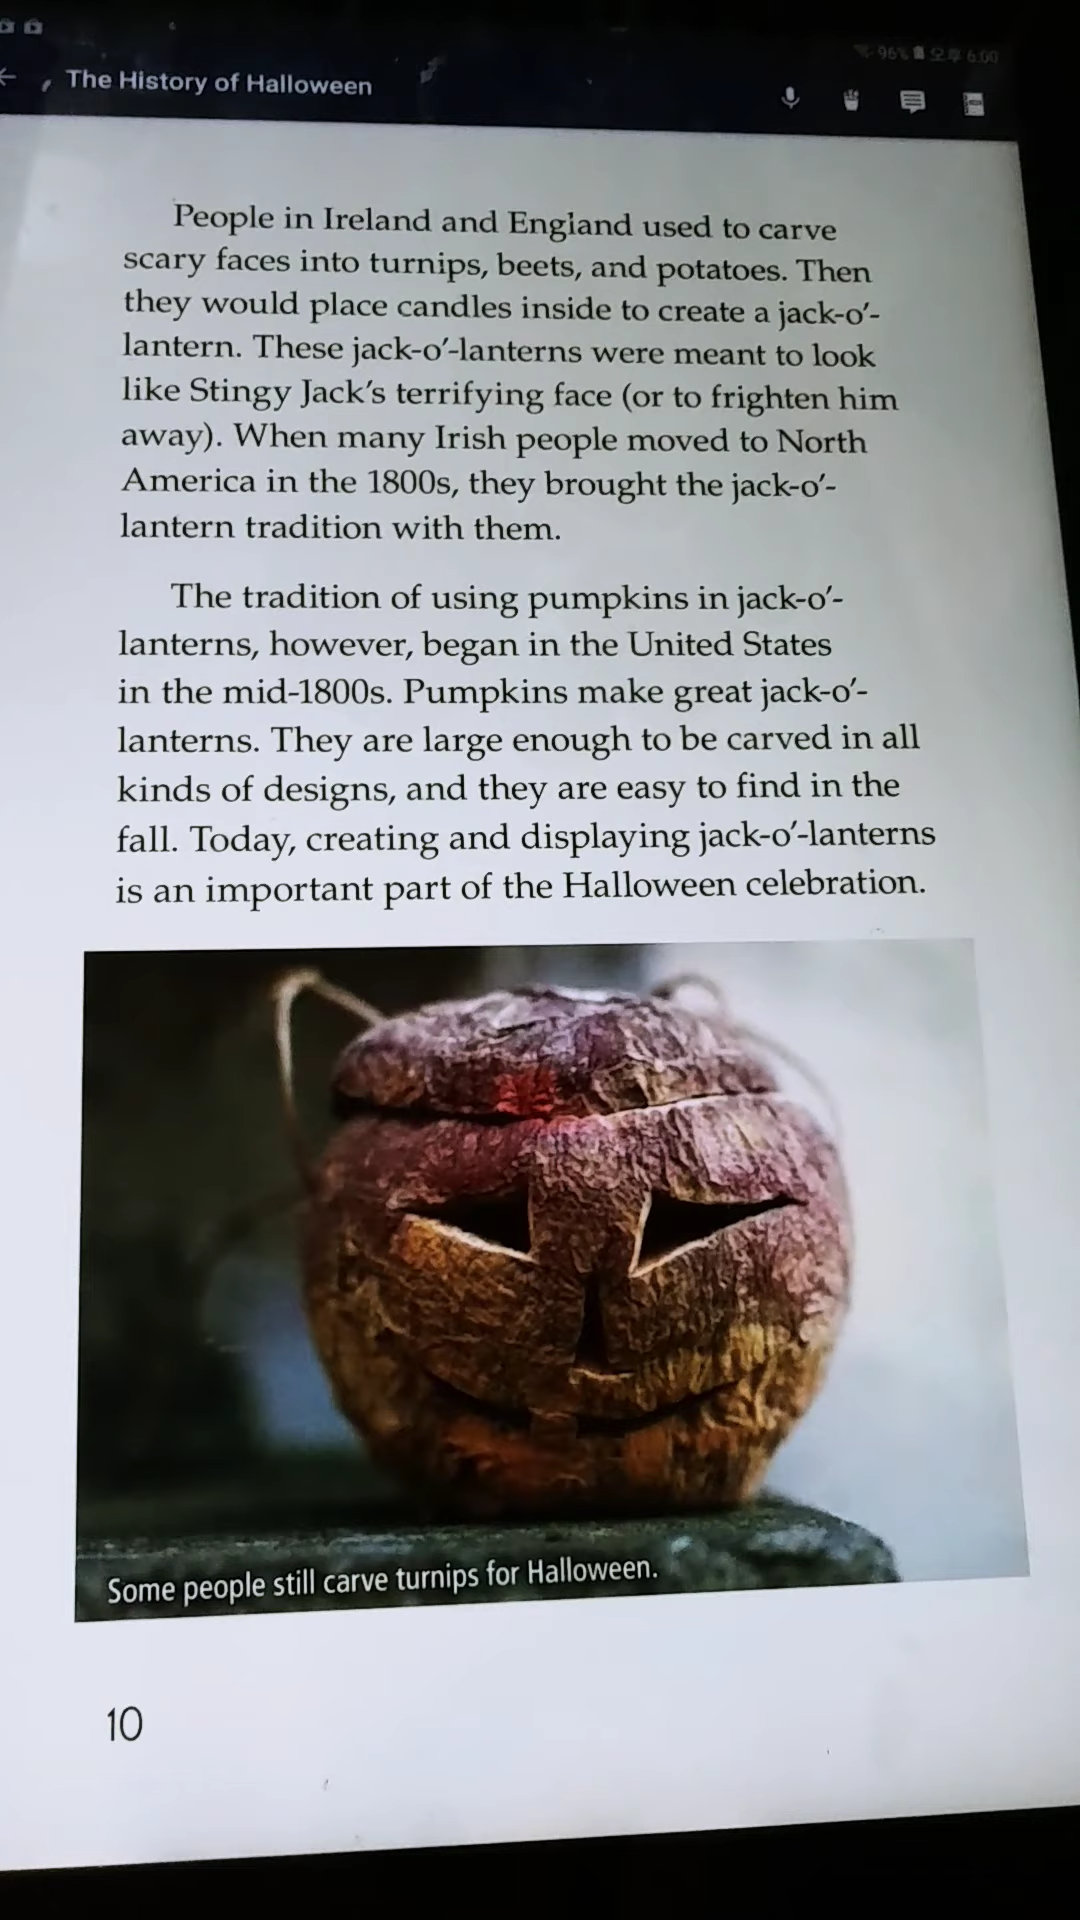 96% 오후 6:00
The History of Halloween
People in Ireland and England used to carve
scary faces into turnips, beets, and potatoes. Then
they would place candles inside to create a jack-o′-
lantern. These jack-o′-lanterns were meant to look
like Stingy Jack's terrifying face (or to frighten him
away). When many Irish people moved to North
America in the 1800s, they brought the jack-o′-
lantern tradition with them.
The tradition of using pumpkins in jack-o′-
lanterns, however, began in the United States
in the mid-1800s. Pumpkins make great jack-o′-
lanterns. They are large enough to be carved in all
kinds of designs, and they are easy to find in the
fall. Today, creating and displaying jack-o′-lanterns
is an important part of the Halloween celebration.
Some people still carve turnips for Halloween.
10